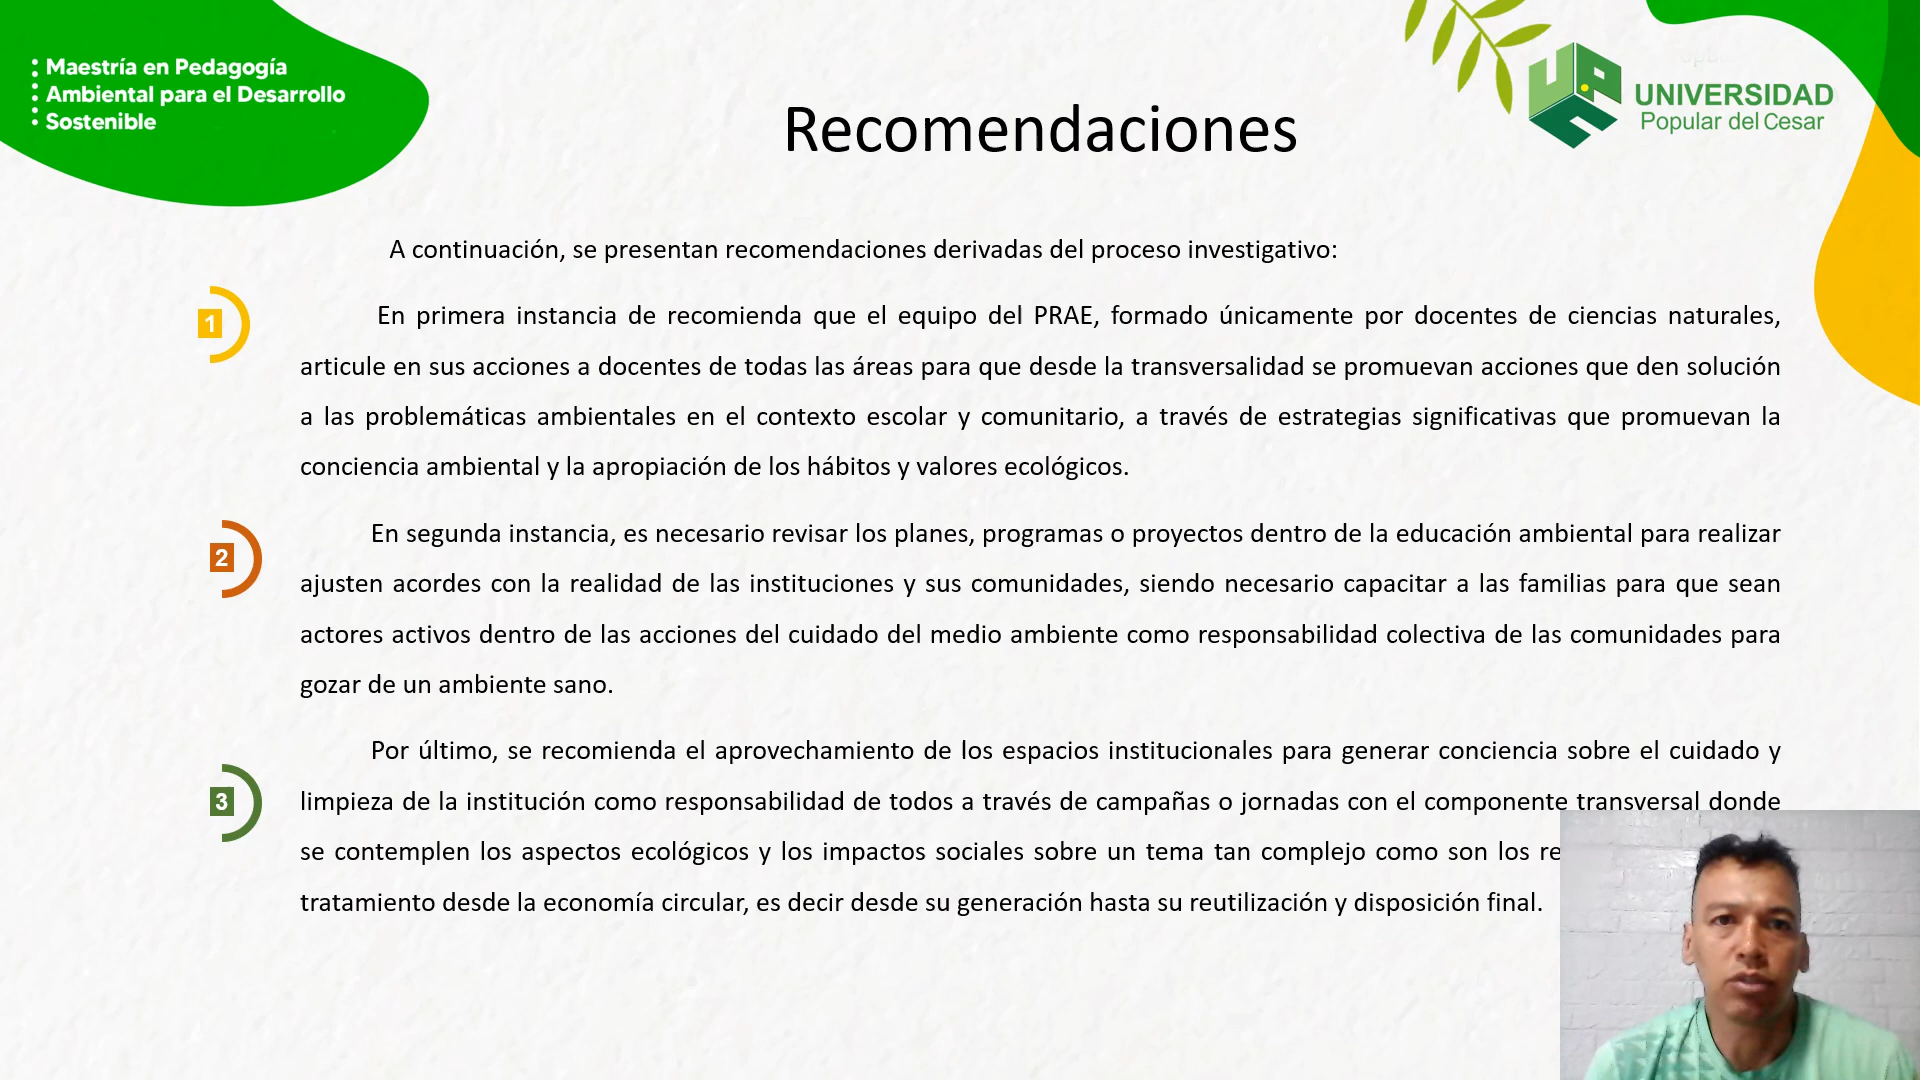 Maestría en Pedagogía
Ambiental para el Desarrollo
Sostenible
UNIVERSIDAD
Popular del Cesar
Recomendaciones
A continuación, se presentan recomendaciones derivadas del proceso investigativo:
1
En primera instancia de recomienda que el equipo del PRAE, formado únicamente por docentes de ciencias naturales,
articule en sus acciones a docentes de todas las áreas para que desde la transversalidad se promuevan acciones que den solución
a las problemáticas ambientales en el contexto escolar y comunitario, a través de estrategias significativas que promuevan la
conciencia ambiental y la apropiación de los hábitos y valores ecológicos.
2
En segunda instancia, es necesario revisar los planes, programas o proyectos dentro de la educación ambiental para realizar
ajusten acordes con la realidad de las instituciones y sus comunidades, siendo necesario capacitar a las familias para que sean
actores activos dentro de las acciones del cuidado del medio ambiente como responsabilidad colectiva de las comunidades para
gozar de un ambiente sano.
3
Por último, se recomienda el aprovechamiento de los espacios institucionales para generar conciencia sobre el cuidado y
limpieza de la institución como responsabilidad de todos a través de campañas o jornadas con el componente transversal donde
se contemplen los aspectos ecológicos y los impactos sociales sobre un tema tan complejo como son los
tratamiento desde la economía circular, es decir desde su generación hasta su reutilización y disposición final.